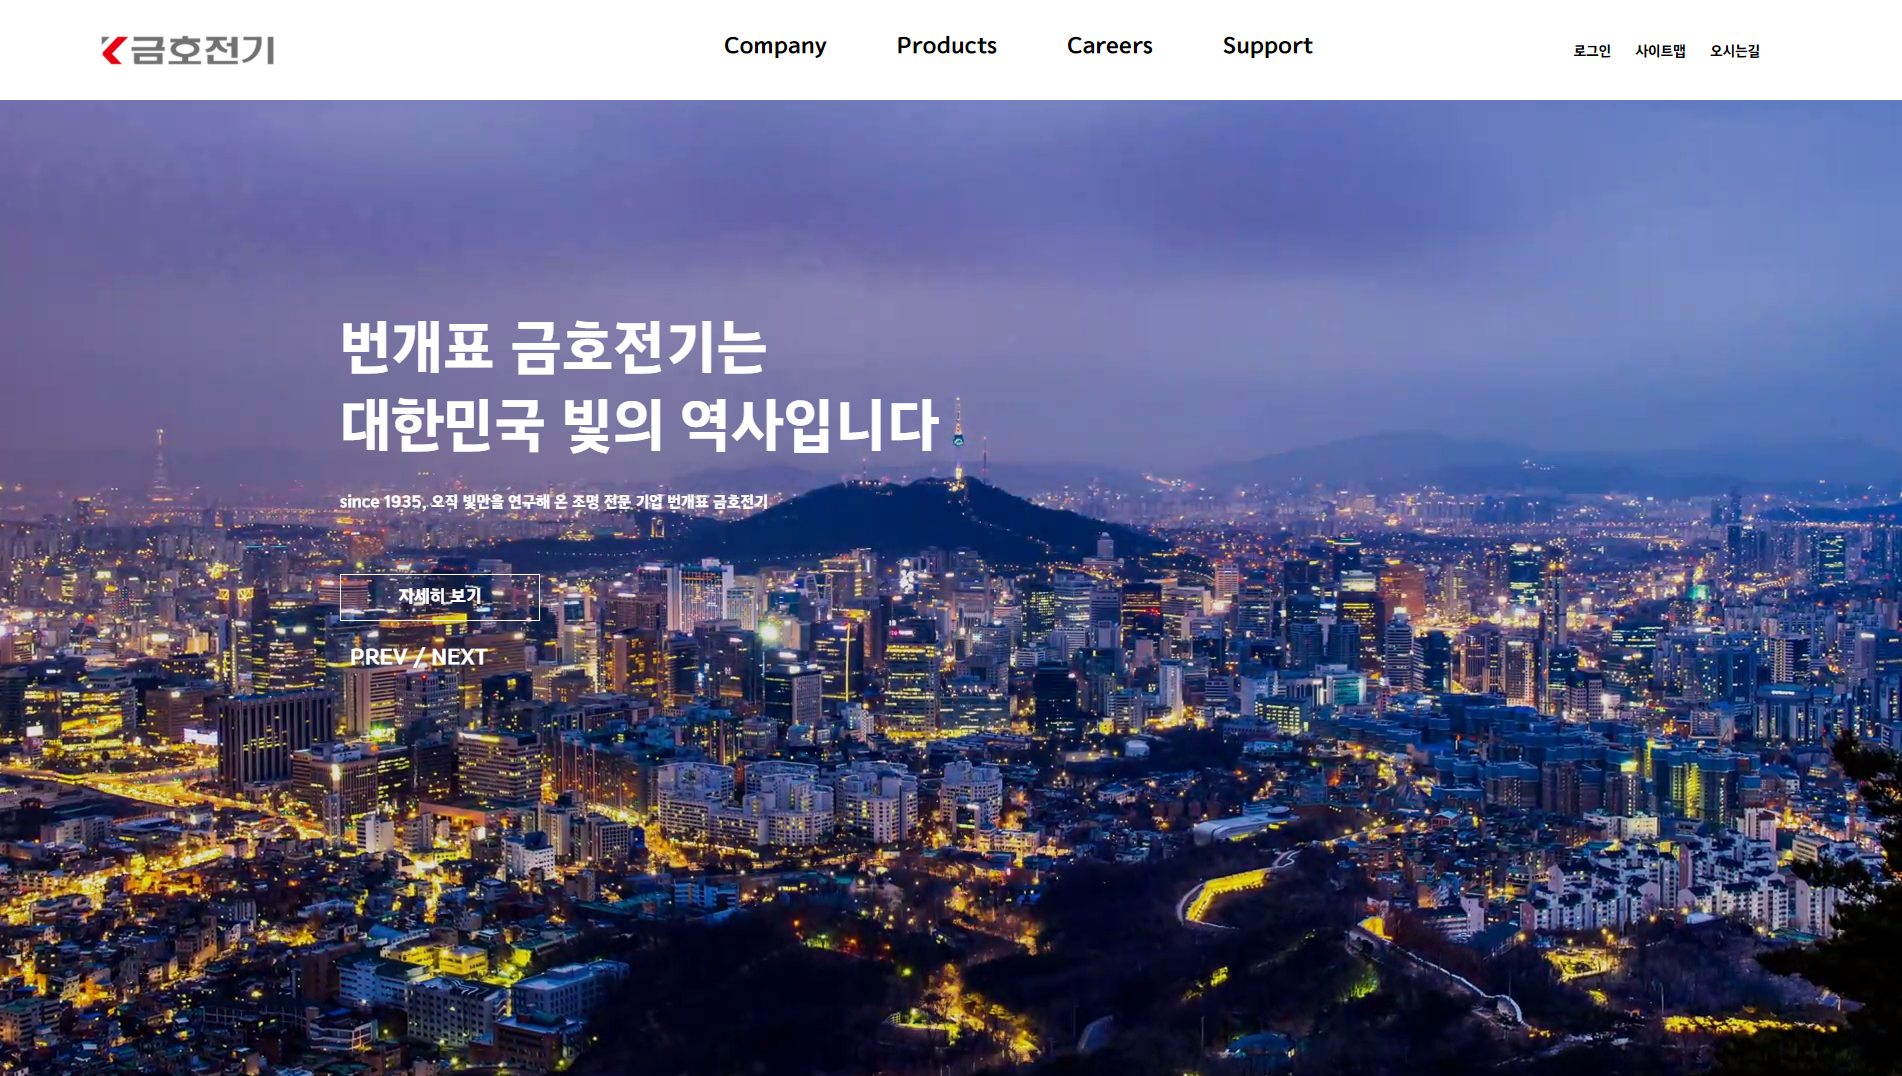 금호전기
Company
Products
Careers
Support
로그인
사이트맵
오시는길
번개표 금호전기는
대한민국 빛의 역사입니다
since 1935, 오직 빛만을 연구해 온 조명 전문 기업 번개표 금호전기
자세히 보기
PREV / NEXT